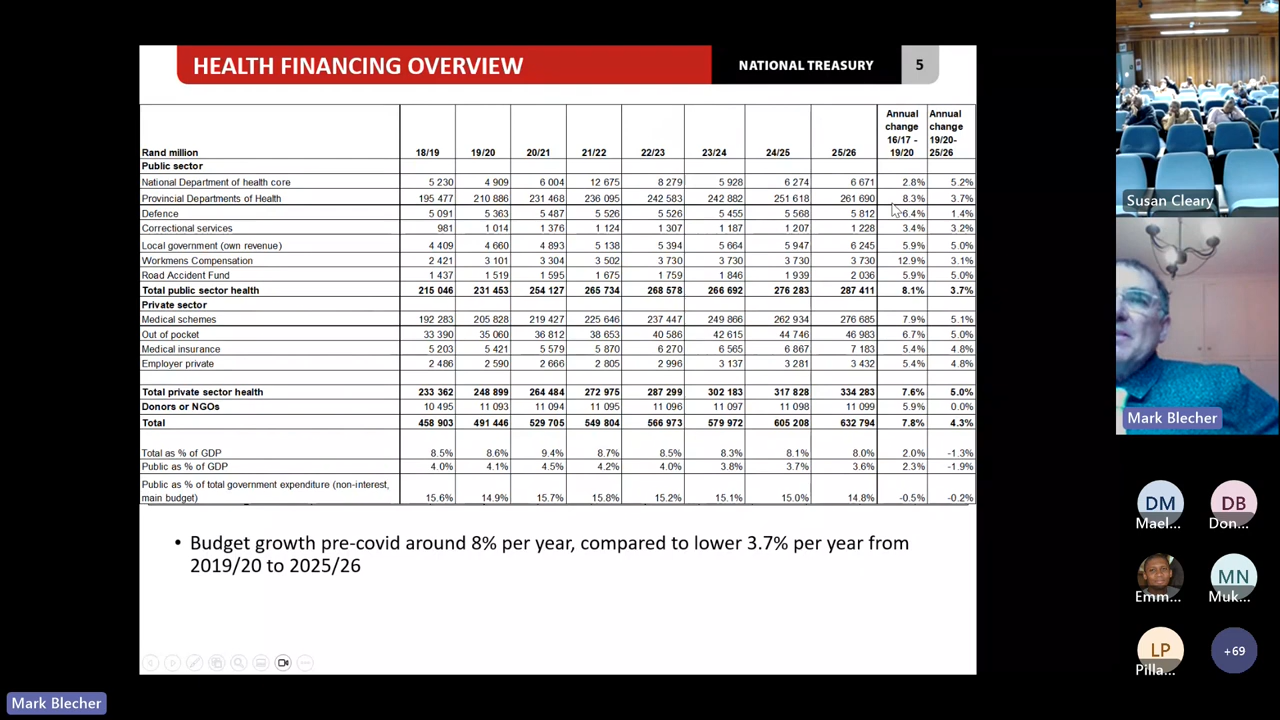 HEALTH FINANCING OVERVIEW NATIONAL TREASURY 5
Rand million 18/19 19/20 20/21 21/22 22/23 23/24 24/25 25/26 Annual change 16/17 - 19/20 Annual change 19/20- 25/26
Public sector
National Department of health core 5 230 4 909 6 004 12 675 8 279 5 928 6 274 6 671 2.8% 5.2%
Provincial Departments of Health 195 477 210 886 231 468 236 095 242 583 242 882 251 618 261 690 8.3% 3.7%
Defence 5 091 5 363 5 487 5 526 5 526 5 455 5 568 5 812 6.4% 1.4%
Correctional services 981 1 014 1 376 1 124 1 307 1 187 1 207 1 228 3.4% 3.2%
Local government (own revenue) 4 409 4 660 4 893 5 138 5 394 5 664 5 947 6 245 5.9% 5.0%
Workmens Compensation 2 421 3 101 3 304 3 502 3 730 3 730 3 730 3 730 12.9% 3.1%
Road Accident Fund 1 437 1 519 1 595 1 675 1 759 1 846 1 939 2 036 5.9% 5.0%
Total public sector health 215 046 231 453 254 127 265 734 268 578 266 692 276 283 287 411 8.1% 3.7%
Private sector
Medical schemes 192 283 205 828 219 427 225 646 237 447 249 866 262 934 276 685 7.9% 5.1%
Out of pocket 33 390 35 060 36 812 38 653 40 586 42 615 44 746 46 983 6.7% 5.0%
Medical insurance 5 203 5 421 5 579 5 870 6 270 6 565 6 867 7 183 5.4% 4.8%
Employer private 2 486 2 590 2 666 2 805 2 996 3 137 3 281 3 432 5.4% 4.8%
Total private sector health 233 362 248 899 264 484 272 975 287 299 302 183 317 828 334 283 7.6% 5.0%
Donors or NGOs 10 495 11 093 11 094 11 095 11 096 11 097 11 098 11 099 5.9% 0.0%
Total 458 903 491 446 529 705 549 804 566 973 579 972 605 208 632 794 7.8% 4.3%
Total as % of GDP 8.5% 8.6% 9.4% 8.7% 8.5% 8.3% 8.1% 8.0% 2.0% -1.3%
Public as % of GDP 4.0% 4.1% 4.5% 4.2% 4.0% 3.8% 3.7% 3.6% 2.3% -1.9%
Public as % of total government expenditure (non-interest,
main budget) 15.6% 14.9% 15.7% 15.8% 15.2% 15.1% 15.0% 14.8% -0.5% -0.2%
• Budget growth pre-covid around 8% per year, compared to lower 3.7% per year from
2019/20 to 2025/26
Mark Blecher
Susan Cleary
Mark Blecher
DM DB
Mael... Don...
Emm... MN
Muk...
LP +69
Pilla...